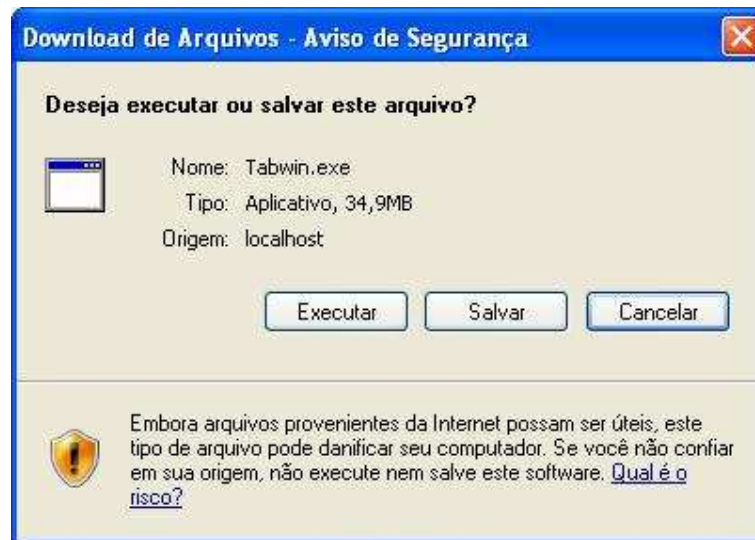 Download de Arquivos - Aviso de Segurança
Deseja executar ou salvar este arquivo?
Nome: Tabwin.exe
Tipo: Aplicativo, 34,9MB
Origem: localhost
Executar Salvar Cancelar
Embora arquivos provenientes da Internet possam ser úteis, este
tipo de arquivo pode danificar seu computador. Se você não confiar
em sua origem, não execute nem salve este software. Qual é o
risco?